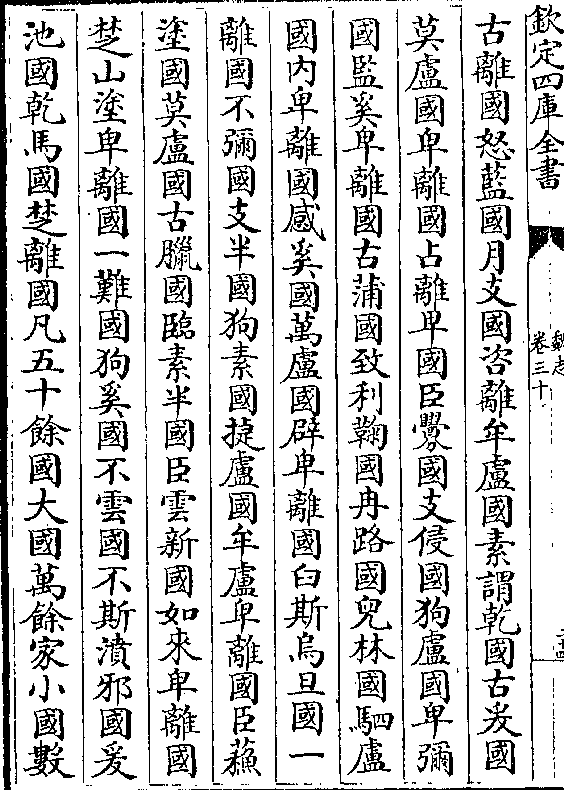 欽定四庫全書
卷三十
古離國怒藍國月支國咨離牟盧國素謂乾國古爰國
莫盧國卑離國占離卑國臣釁國支侵國狗盧國卑彌
國監奚卑離國古蒲國致利鞠國冉路國兒林國駟盧
國内卑離國感奚國萬盧國辟卑離國臼斯烏旦國一
離國不彌國支半國狗素國捷盧國牟盧卑離國臣蘓
塗國莫盧國古臘國臨素半國臣雲新國如來卑離國
楚山塗卑離國一難國狗奚國不雲國不斯濆邪國爰
池國乾馬國楚離國凡五十餘國大國萬餘家小國數